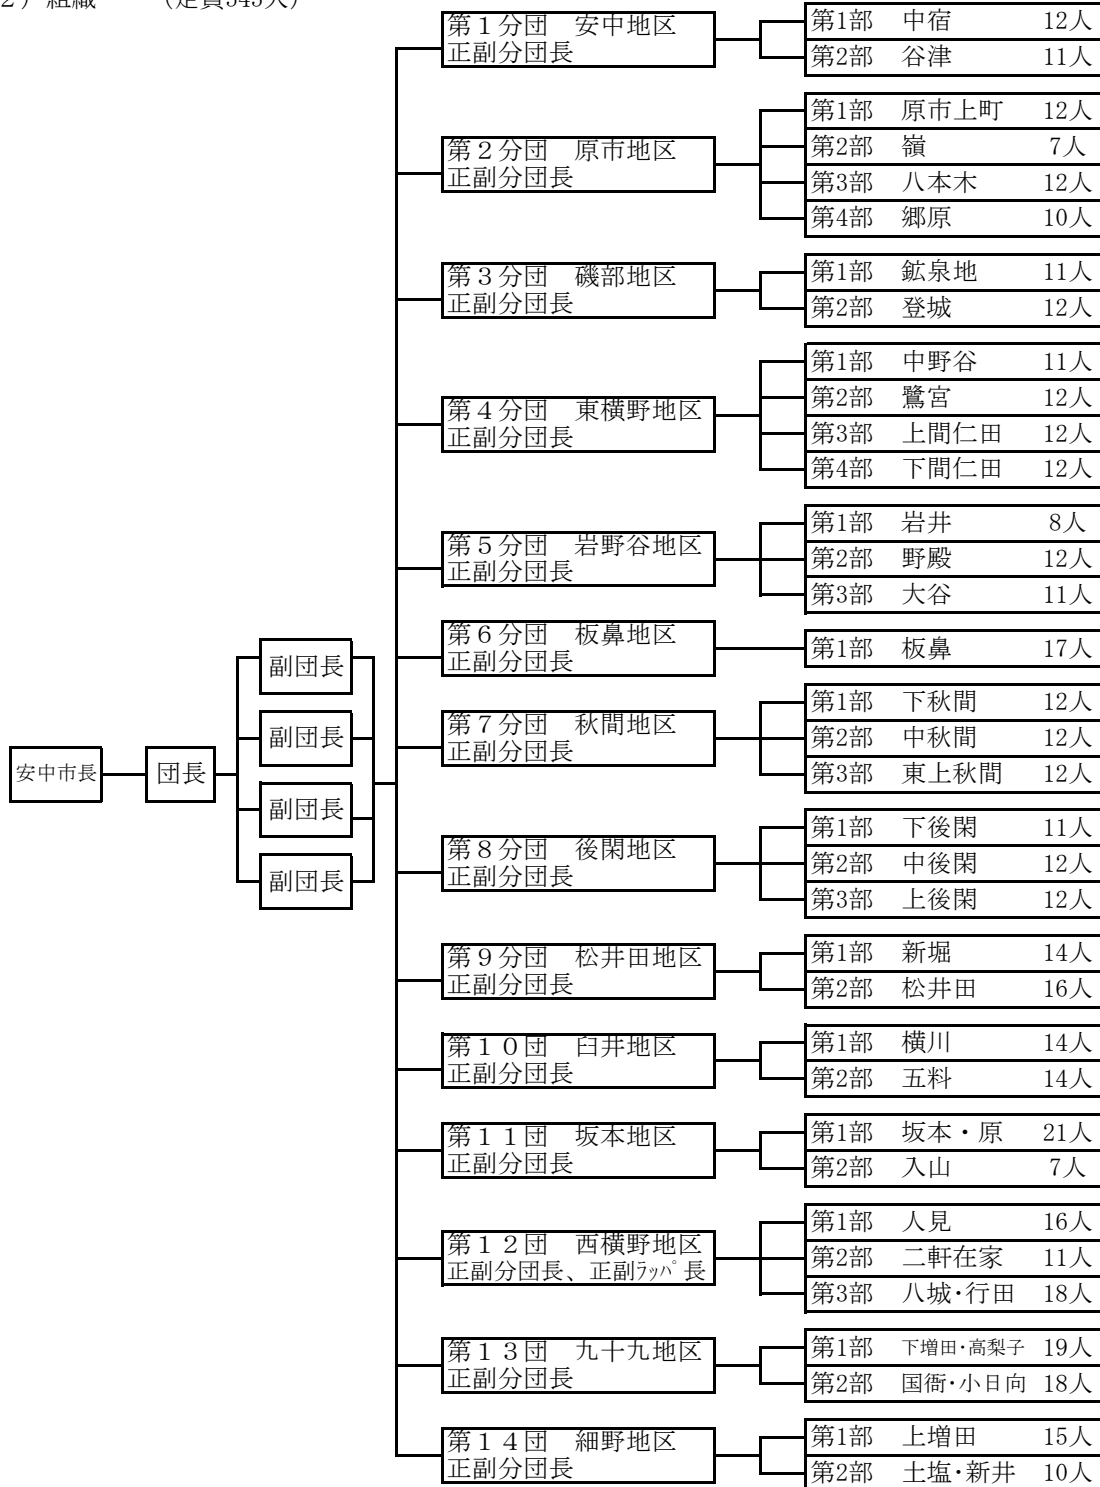 2）組織　（定員545人）
安中市長
団長
副団長
副団長
副団長
副団長
第１分団　安中地区
正副分団長
第1部　中宿　12人
第2部　谷津　11人
第２分団　原市地区
正副分団長
第1部　原市上町　12人
第2部　嶺　7人
第3部　八本木　12人
第4部　郷原　10人
第３分団　磯部地区
正副分団長
第1部　鉱泉地　11人
第2部　登城　12人
第４分団　東横野地区
正副分団長
第1部　中野谷　11人
第2部　鷺宮　12人
第3部　上間仁田　12人
第4部　下間仁田　12人
第５分団　岩野谷地区
正副分団長
第1部　岩井　8人
第2部　野殿　12人
第3部　大谷　11人
第６分団　板鼻地区
正副分団長
第1部　板鼻　17人
第７分団　秋間地区
正副分団長
第1部　下秋間　12人
第2部　中秋間　12人
第3部　東上秋間　12人
第８分団　後閑地区
正副分団長
第1部　下後閑　11人
第2部　中後閑　12人
第3部　上後閑　12人
第９分団　松井田地区
正副分団長
第1部　新堀　14人
第2部　松井田　16人
第１０団　臼井地区
正副分団長
第1部　横川　14人
第2部　五料　14人
第１１団　坂本地区
正副分団長
第1部　坂本・原　21人
第2部　入山　7人
第１２団　西横野地区
正副分団長、正副ﾗｯﾊﾟ長
第1部　人見　16人
第2部　二軒在家　11人
第3部　八城･行田　18人
第１３団　九十九地区
正副分団長
第1部　下増田･高梨子　19人
第2部　国衙･小日向　18人
第１４団　細野地区
正副分団長
第1部　上増田　15人
第2部　土塩･新井　10人